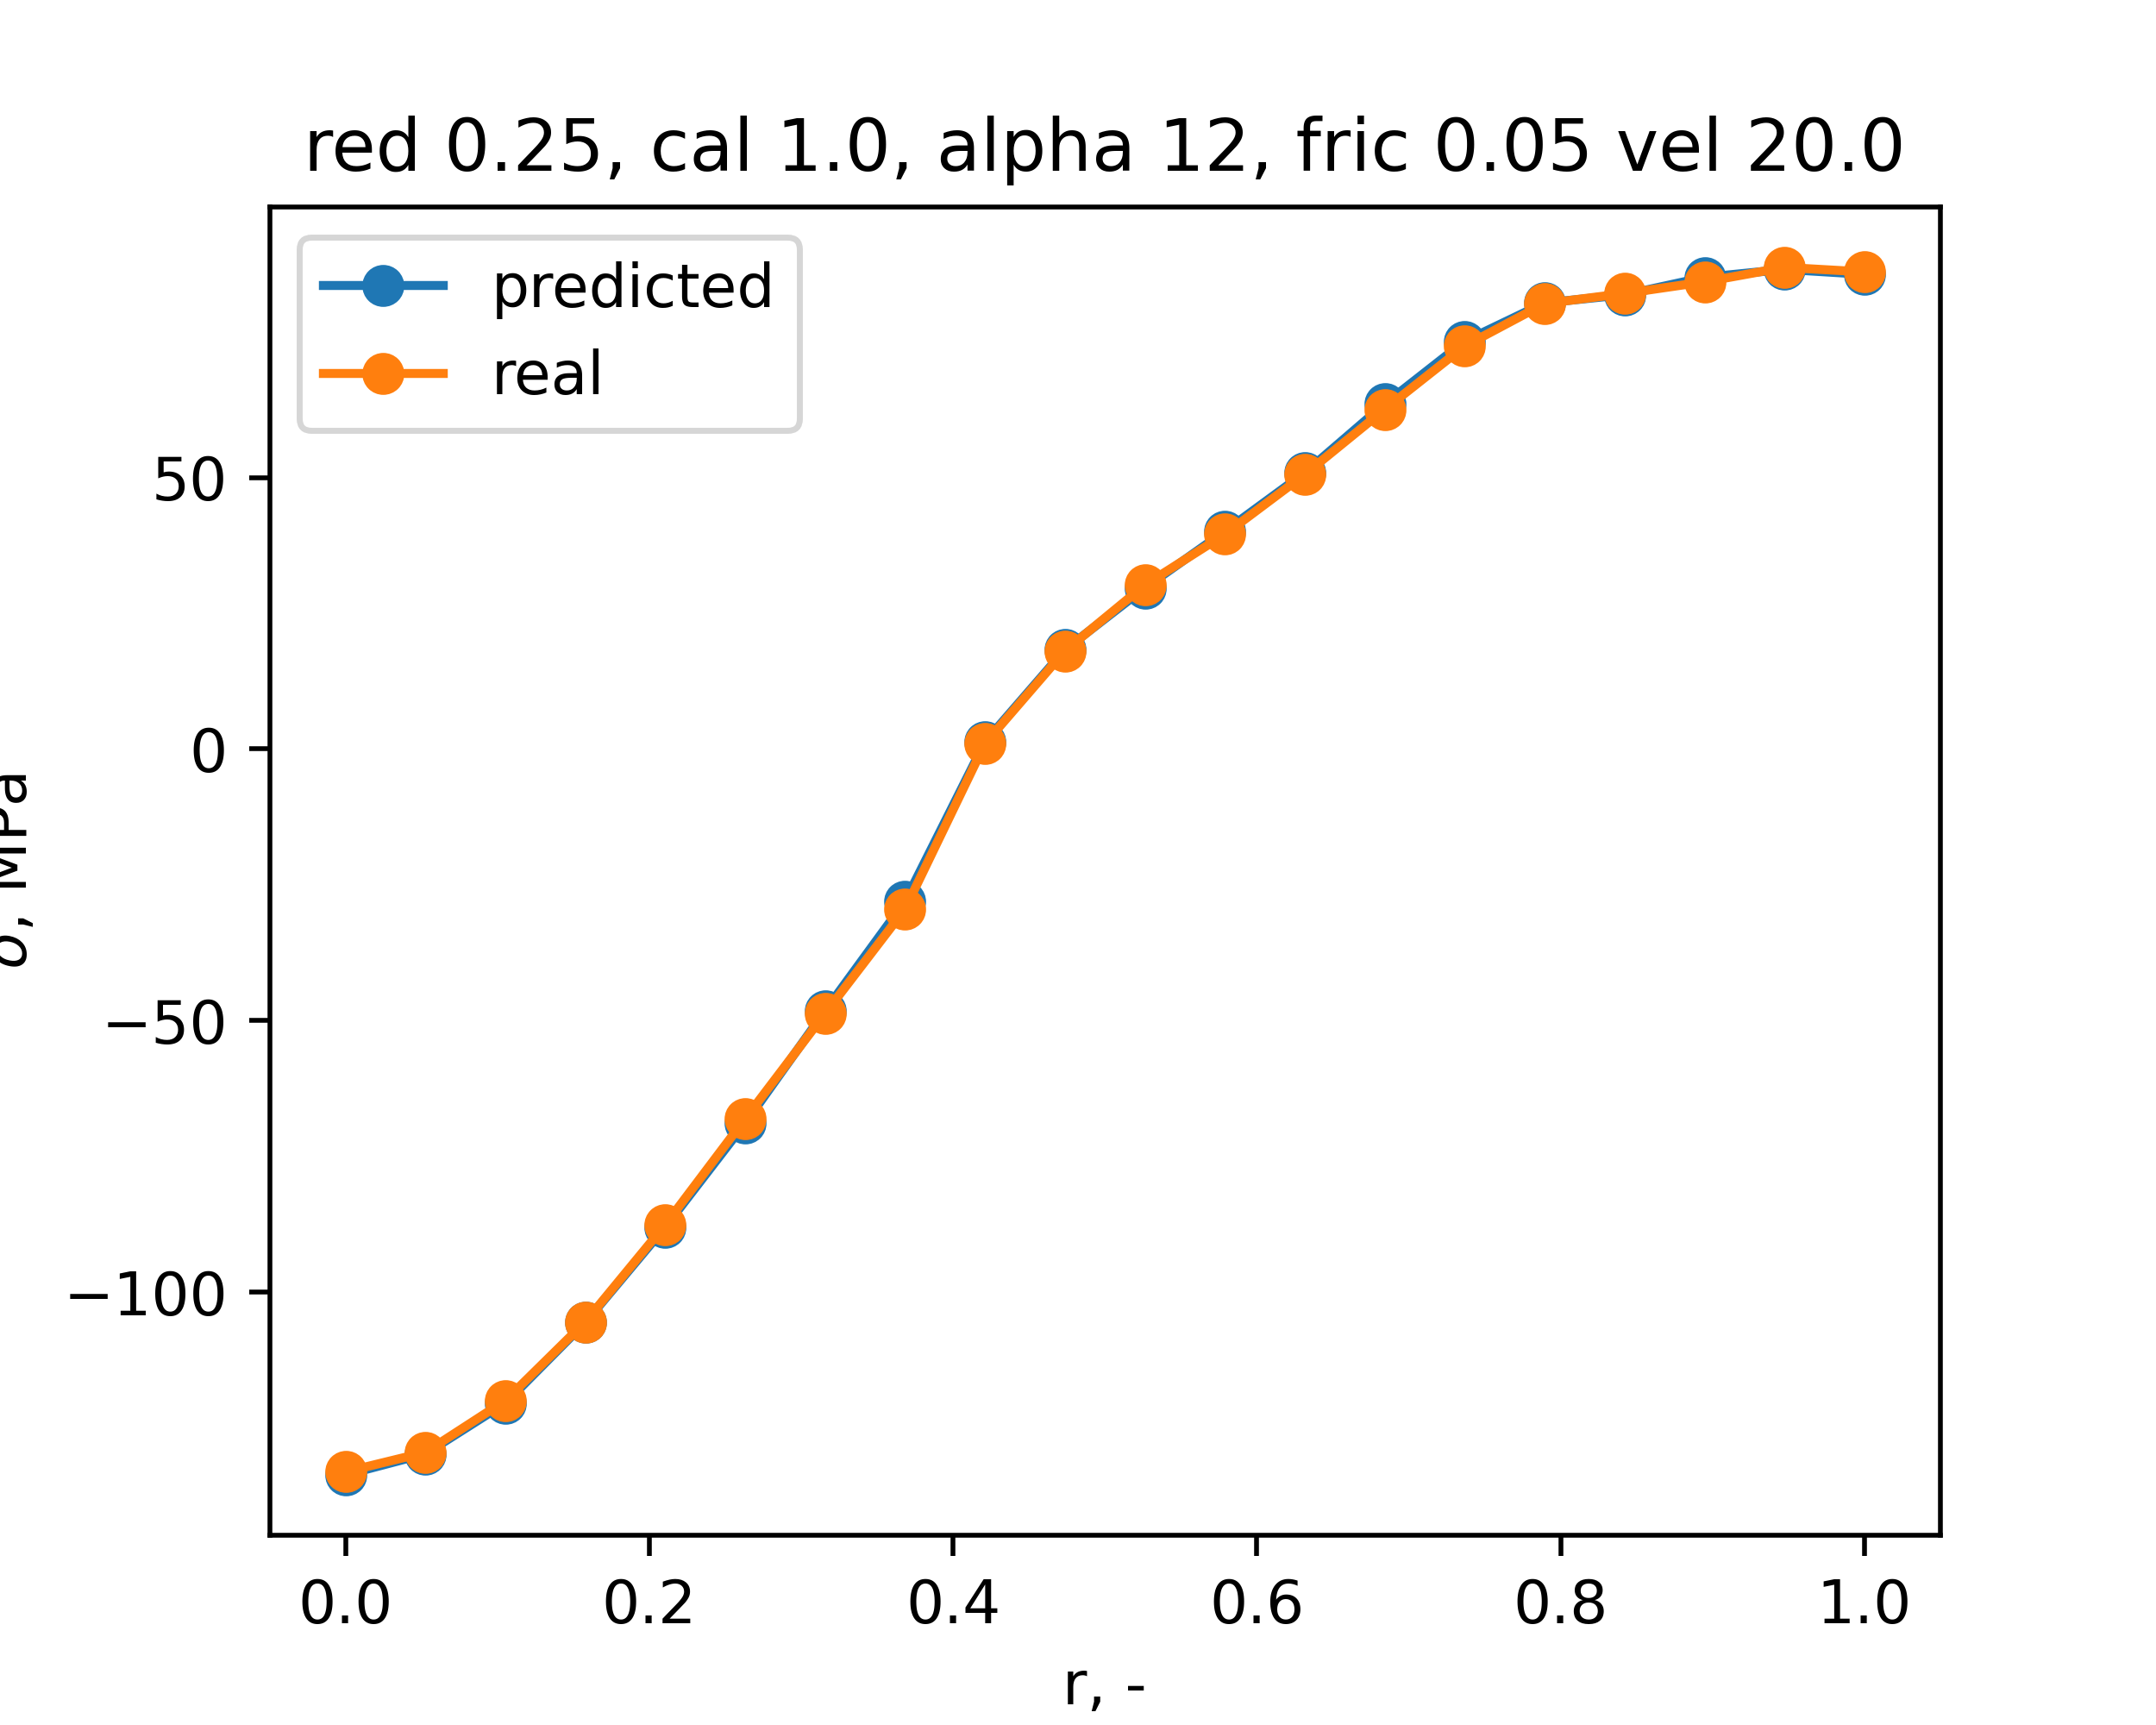 red 0.25, cal 1.0, alpha 12, fric 0.05 vel 20.0
predicted
real
50
0
−50
−100
σ, MPa
0.0 0.2 0.4 0.6 0.8 1.0
r, -